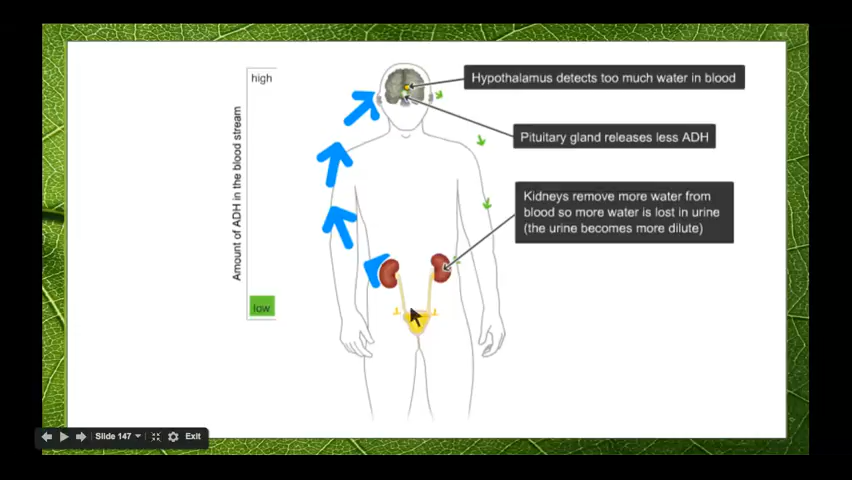 high
Amount of ADH in the blood stream
low
Hypothalamus detects too much water in blood
Pituitary gland releases less ADH
Kidneys remove more water from
blood so more water is lost in urine
(the urine becomes more dilute)
Slide 147
Exit